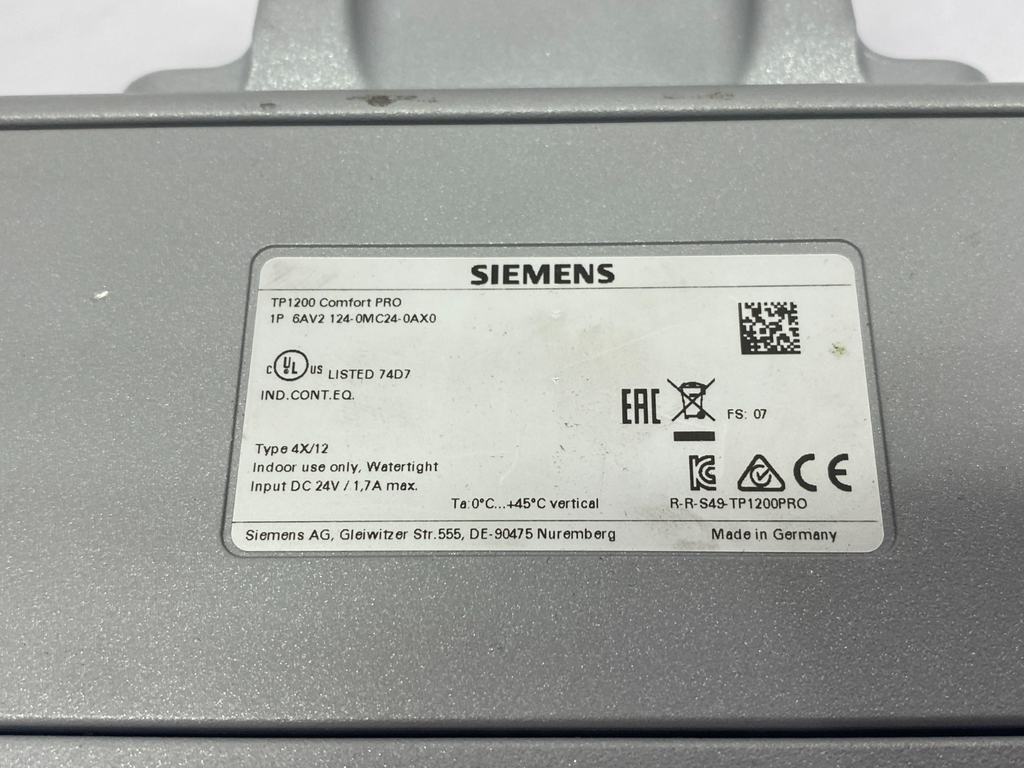 SIEMENS
TP1200 Comfort PRO
1P 6AV2 124-0MC24-0AX0
c UL us LISTED 74D7
IND.CONT.EQ.
EAC
FS: 07
Type 4X/12
Indoor use only, Watertight
Input DC 24V / 1,7A max.
CE
Ta:0°C...+45°C vertical
R-R-S49-TP1200PRO
Siemens AG, Gleiwitzer Str.555, DE-90475 Nuremberg
Made in Germany